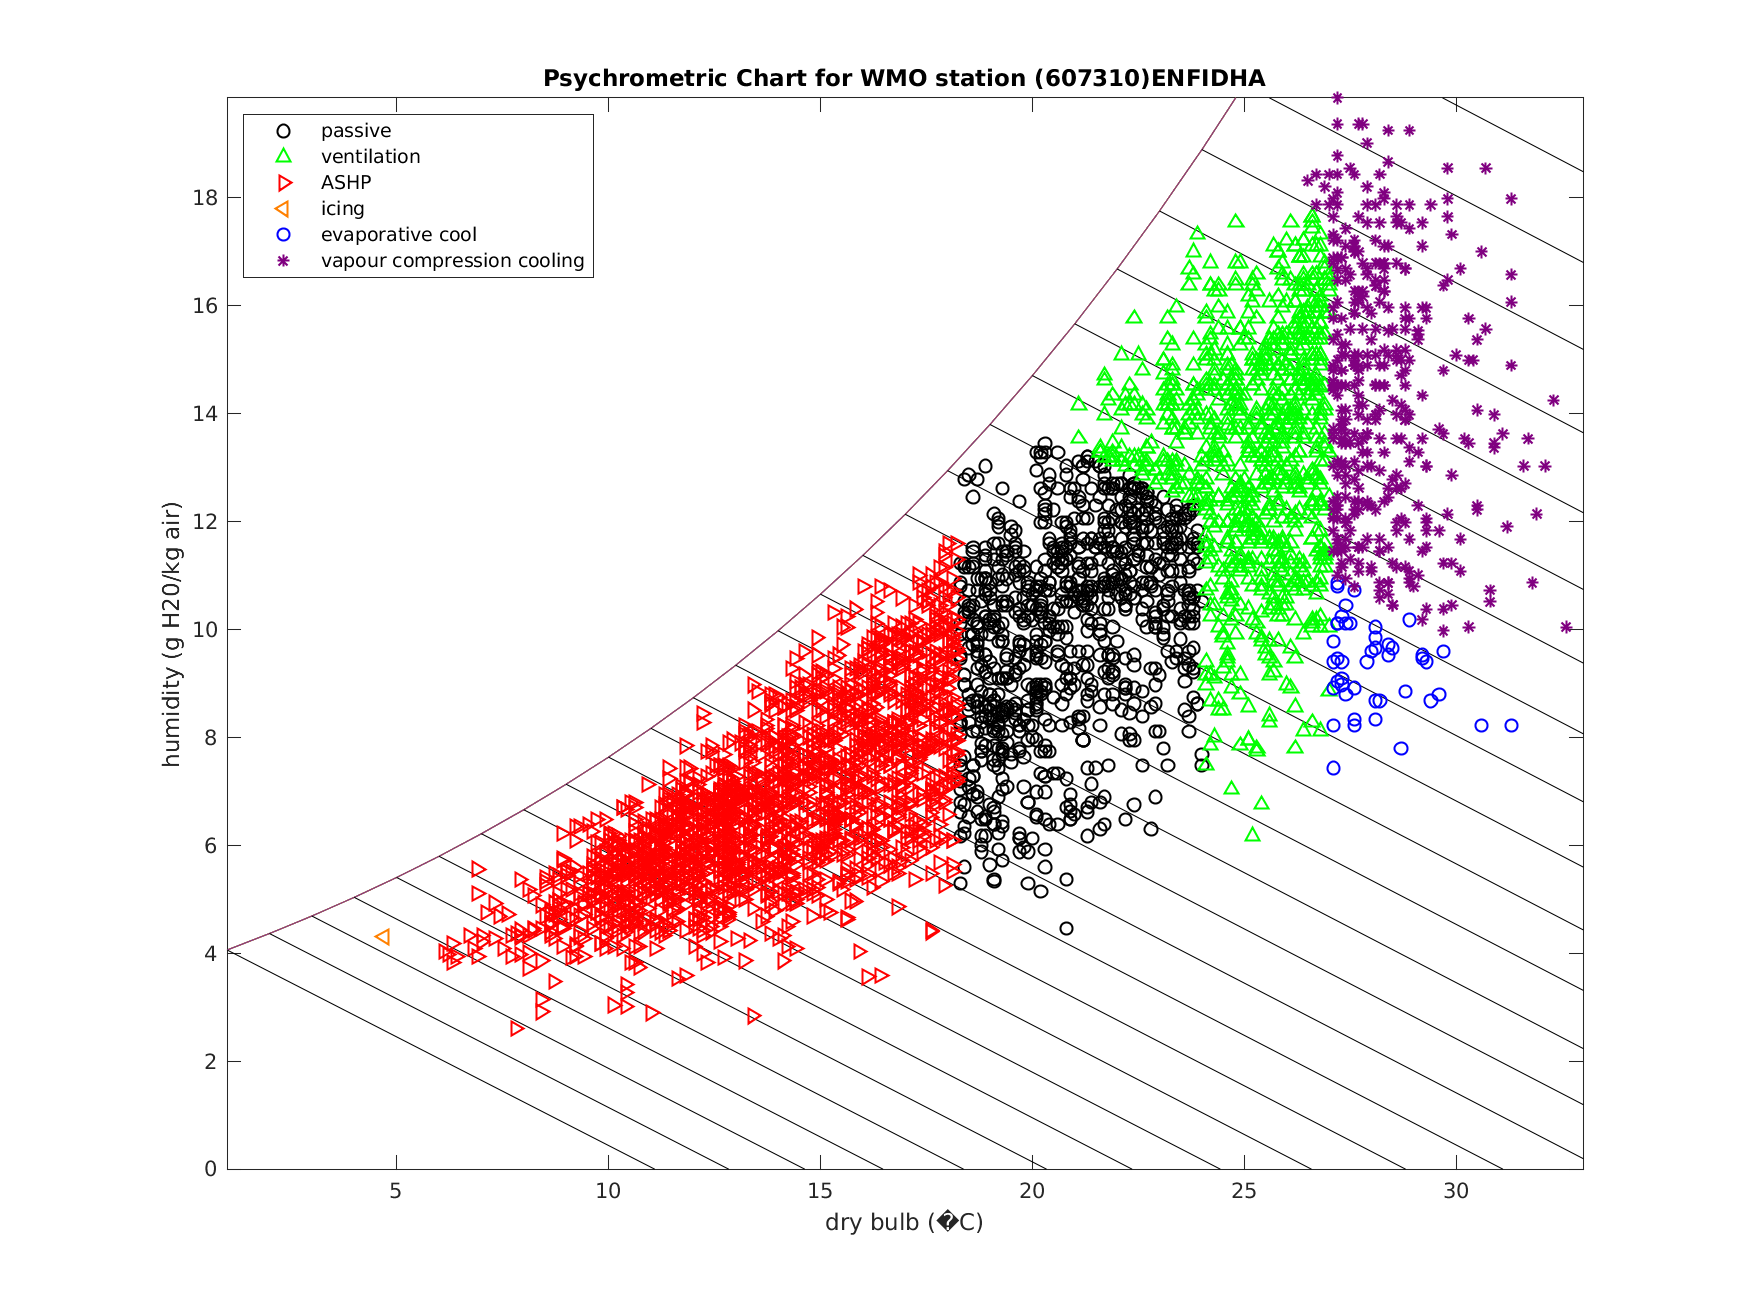 Psychrometric Chart for WMO station (607310)ENFIDHA
passive
ventilation
ASHP
icing
evaporative cool
vapour compression cooling
humidity (g H20/kg air)
18
16
14
12
10
8
6
4
2
0
5 10 15 20 25 30
dry bulb (�C)